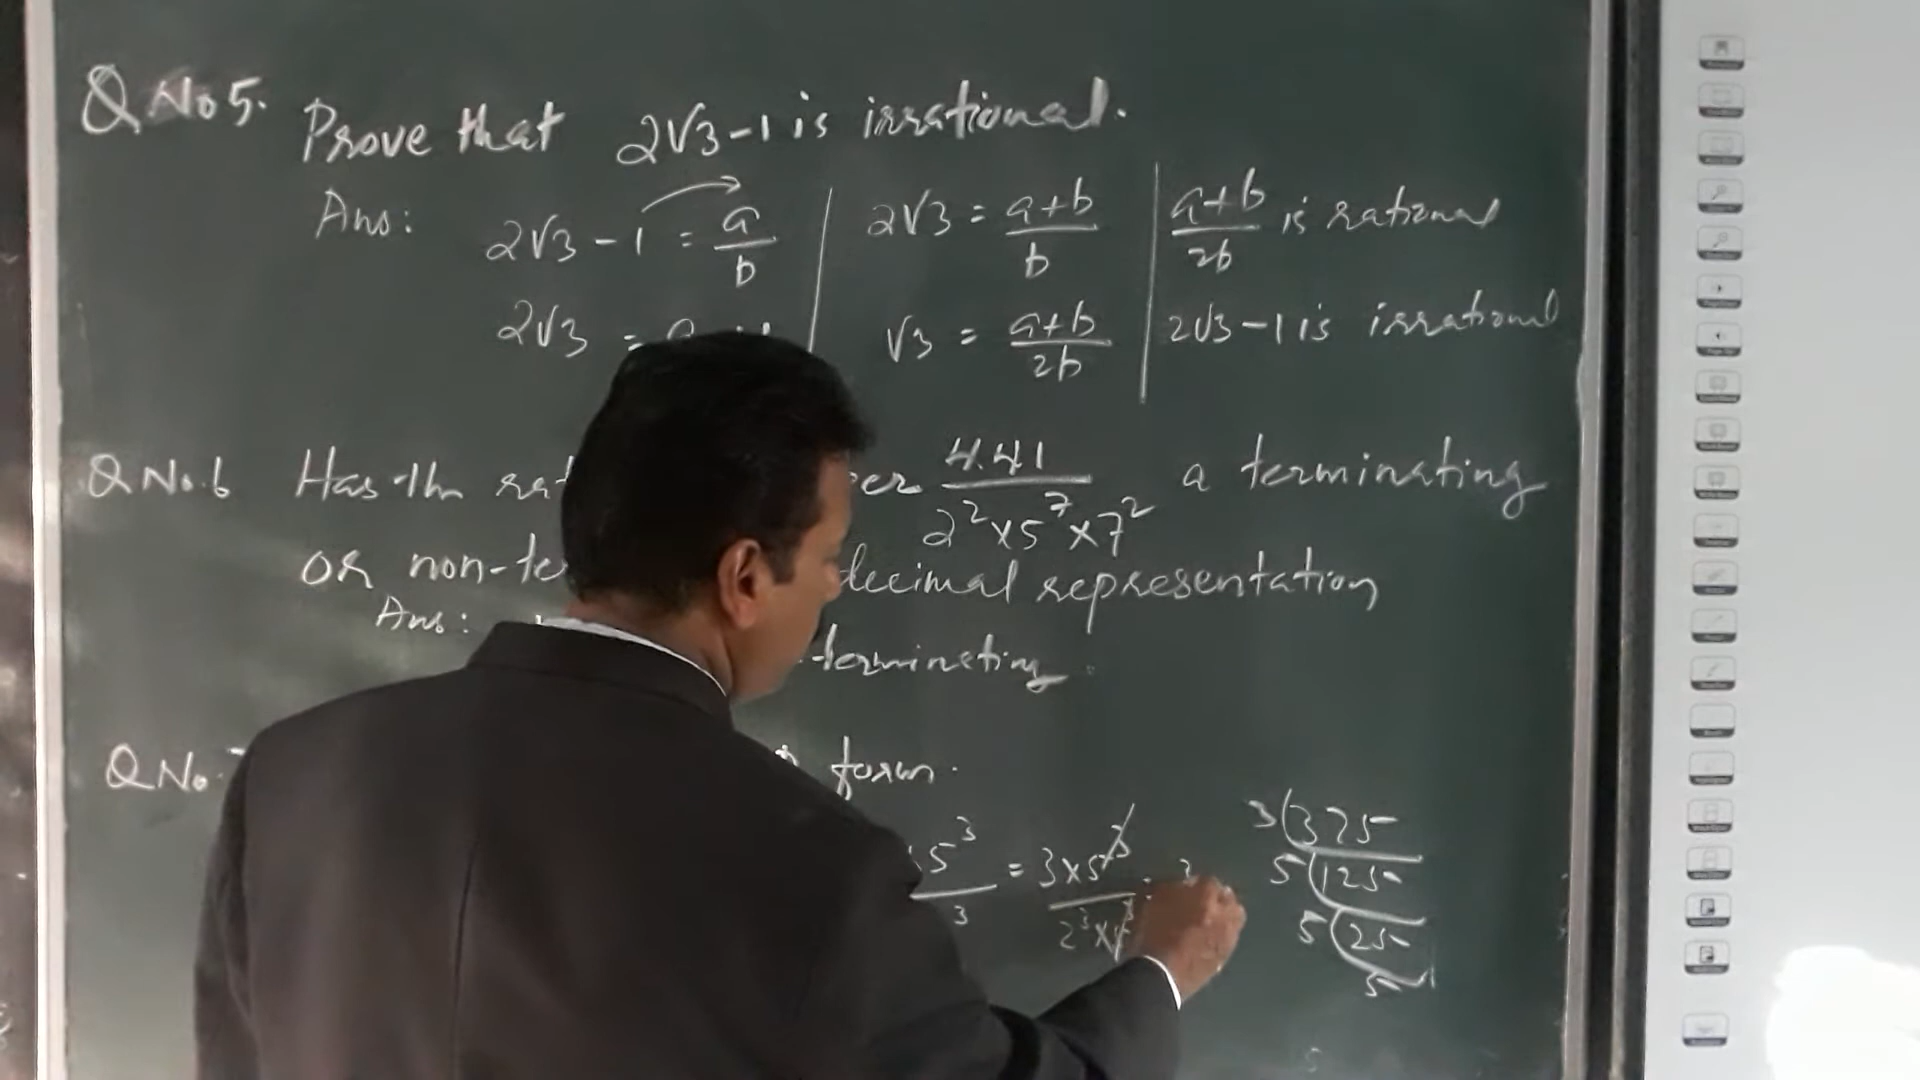 Q No 5. Prove that 2√3-1 is irrational.
Ans: 2√3 - 1 = a/b | 2√3 = a+b/b | a+b/2b is rational
2√3 = | √3 = a+b/2b | 2√3-1 is irrational
Q No.6 Has the 4.41/2²×5⁷×7² a terminating
or non- decimal representation
Ans: -terminating.
Q No. form.
5³/³ = 3×5³/2³×5³ = 3
3(375
5(125
5(25
5